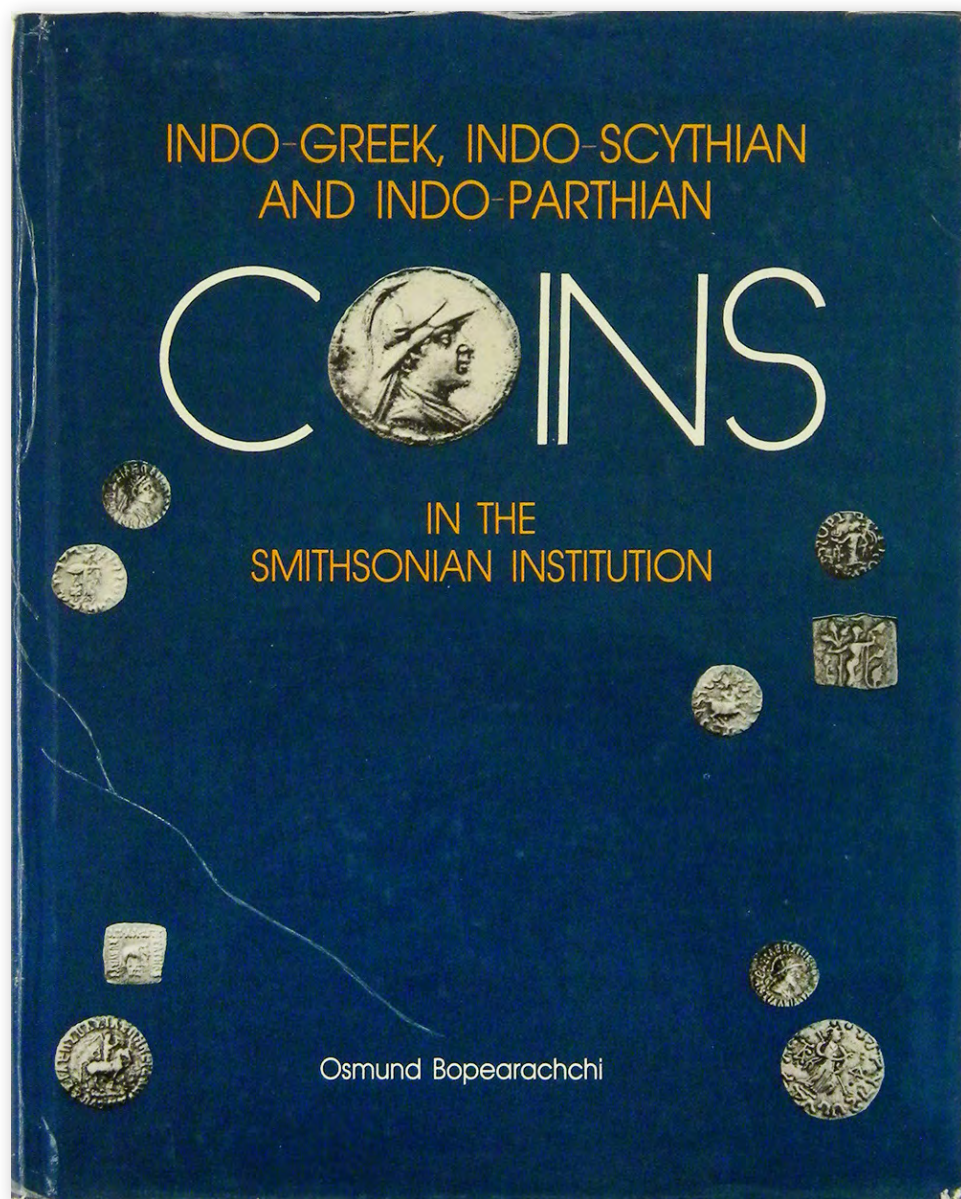 INDO-GREEK, INDO-SCYTHIAN
AND INDO-PARTHIAN
COINS
IN THE
SMITHSONIAN INSTITUTION
Osmund Bopearachchi